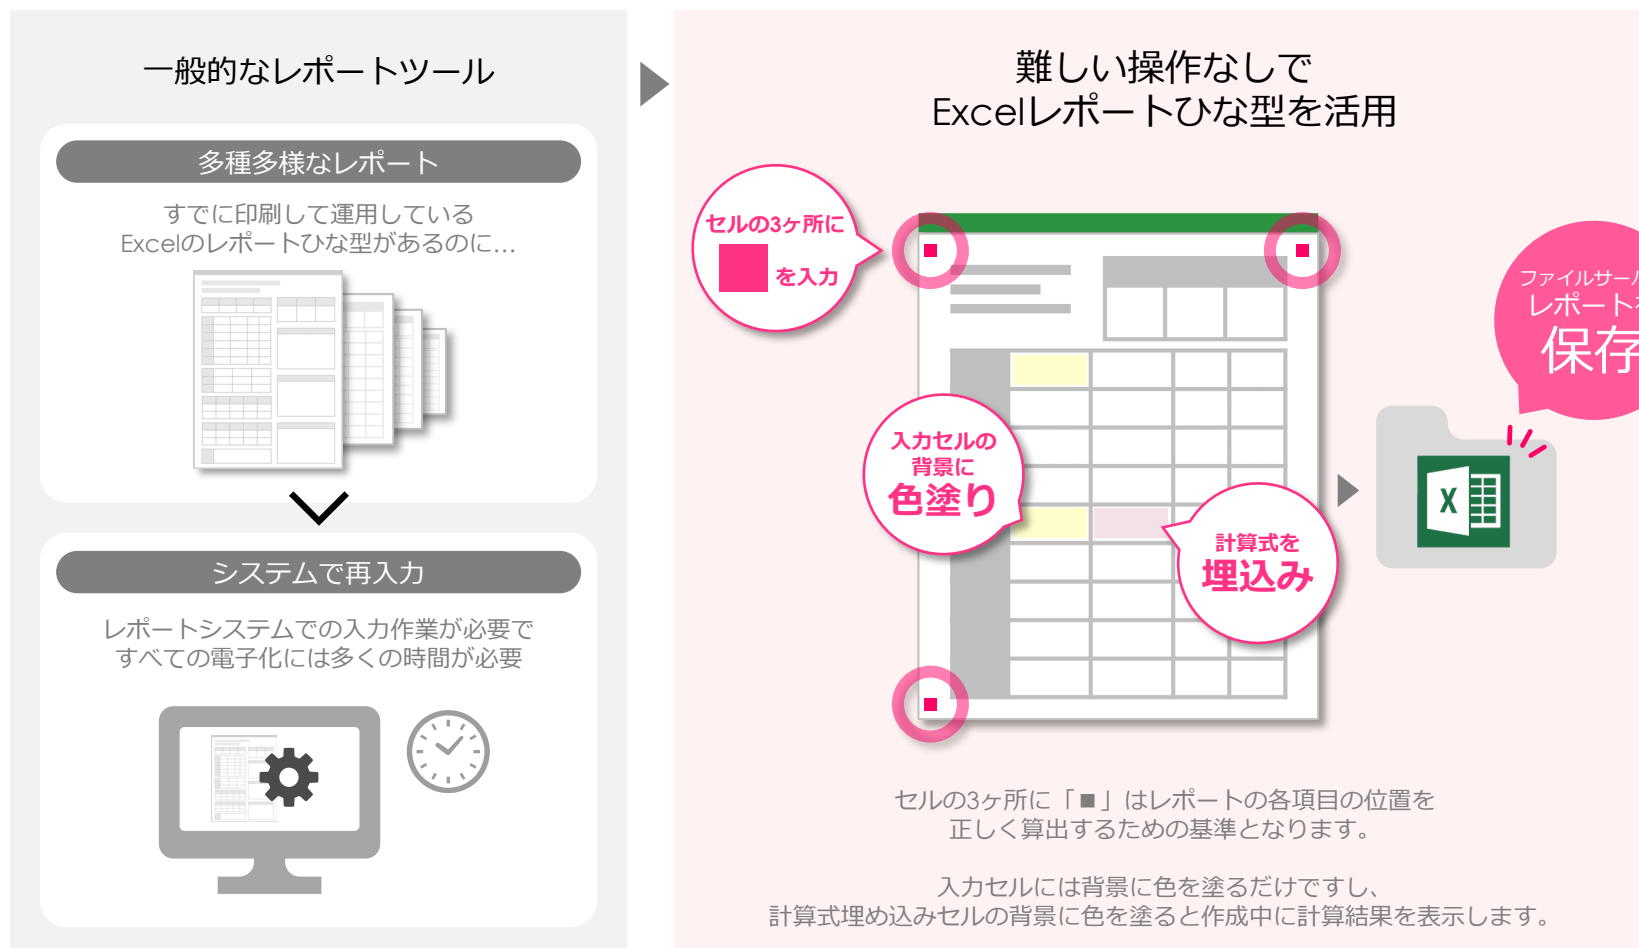 一般的なレポートツール
多種多様なレポート
すでに印刷して運用している
Excelのレポートひな型があるのに…
システムで再入力
レポートシステムでの入力作業が必要で
すべての電子化には多くの時間が必要
難しい操作なしで
Excelレポートひな型を活用
セルの3ヶ所に
を入力
入力セルの
背景に
色塗り
計算式を
埋込み
ファイルサー
レポート
保存
X
セルの3ヶ所に「■」はレポートの各項目の位置を
正しく算出するための基準となります。
入力セルには背景に色を塗るだけですし、
計算式埋め込みセルの背景に色を塗ると作成中に計算結果を表示します。